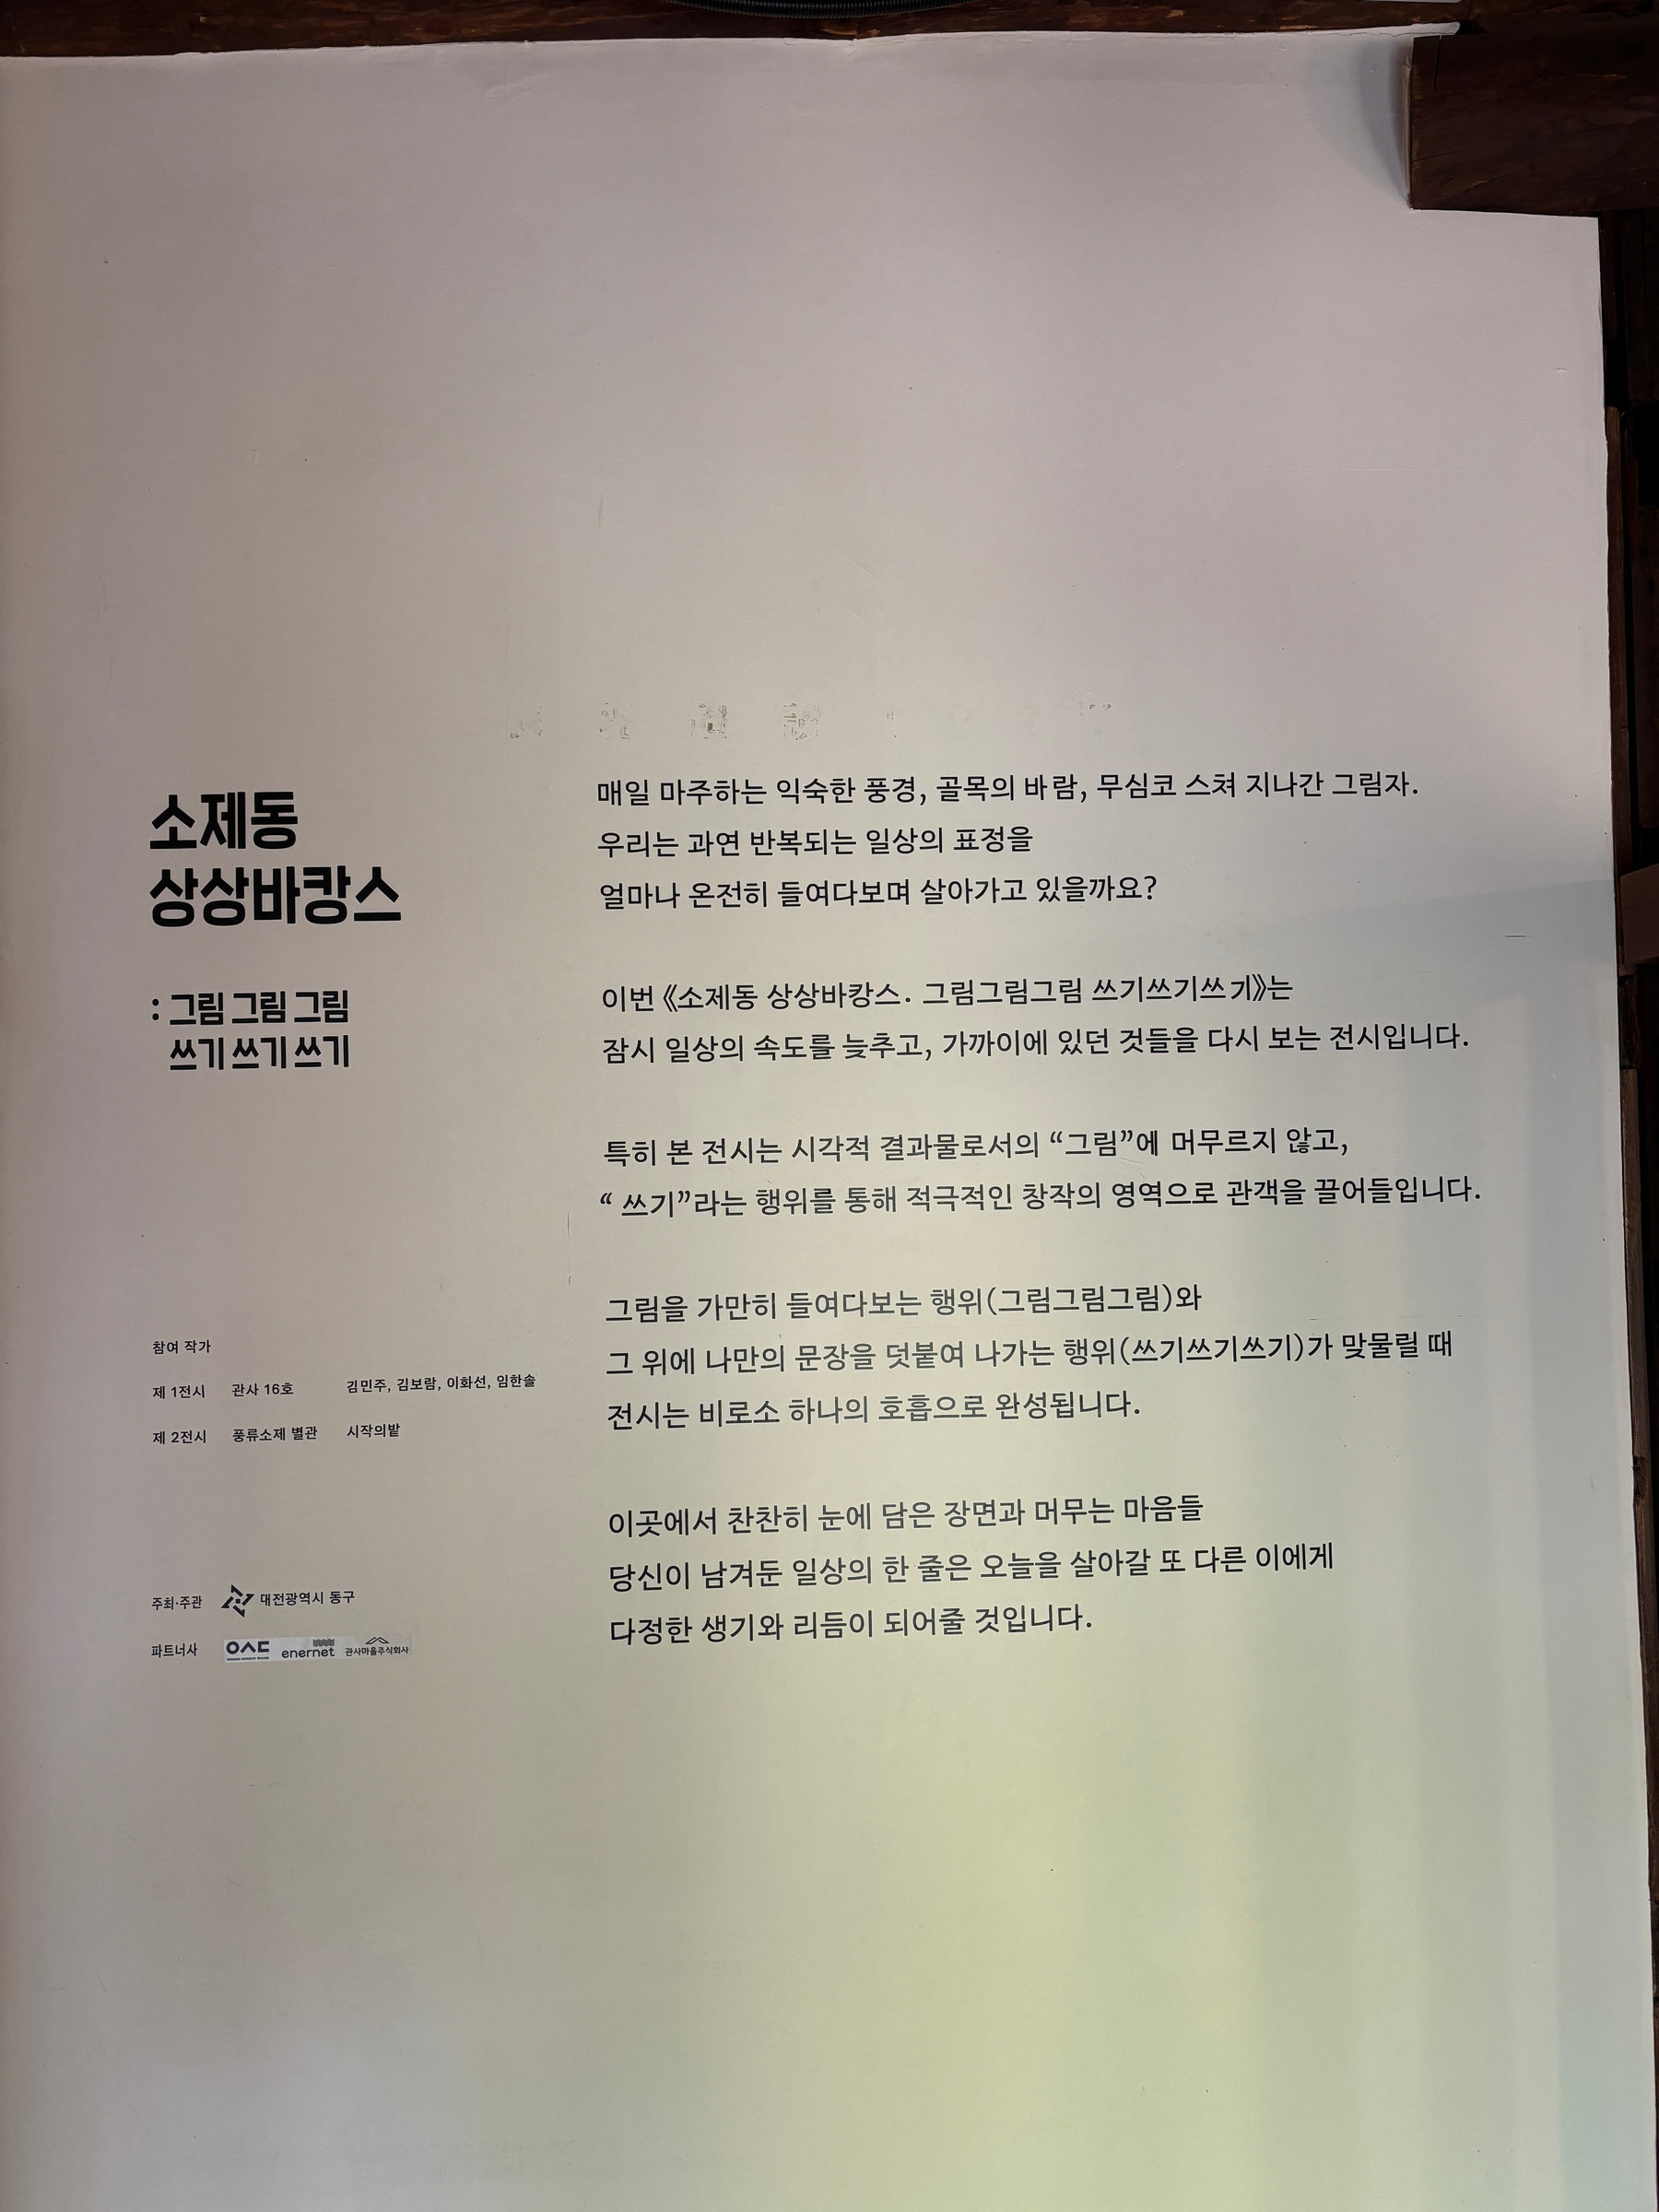 소제동
상상바캉스
: 그림 그림 그림
쓰기 쓰기 쓰기
참여 작가
제 1전시 관사 16호 김민주, 김보람, 이화선, 임한솔
제 2전시 풍류소제 별관 시작의밭
주최·주관 대전광역시 동구
파트너사 ㅇㅅㄷ enernet 관사마을주식회사
매일 마주하는 익숙한 풍경, 골목의 바람, 무심코 스쳐 지나간 그림자.
우리는 과연 반복되는 일상의 표정을
얼마나 온전히 들여다보며 살아가고 있을까요?
이번 《소제동 상상바캉스. 그림그림그림 쓰기쓰기쓰기》는
잠시 일상의 속도를 늦추고, 가까이에 있던 것들을 다시 보는 전시입니다.
특히 본 전시는 시각적 결과물로서의 “그림”에 머무르지 않고,
“ 쓰기”라는 행위를 통해 적극적인 창작의 영역으로 관객을 끌어들입니다.
그림을 가만히 들여다보는 행위(그림그림그림)와
그 위에 나만의 문장을 덧붙여 나가는 행위(쓰기쓰기쓰기)가 맞물릴 때
전시는 비로소 하나의 호흡으로 완성됩니다.
이곳에서 찬찬히 눈에 담은 장면과 머무는 마음들
당신이 남겨둔 일상의 한 줄은 오늘을 살아갈 또 다른 이에게
다정한 생기와 리듬이 되어줄 것입니다.